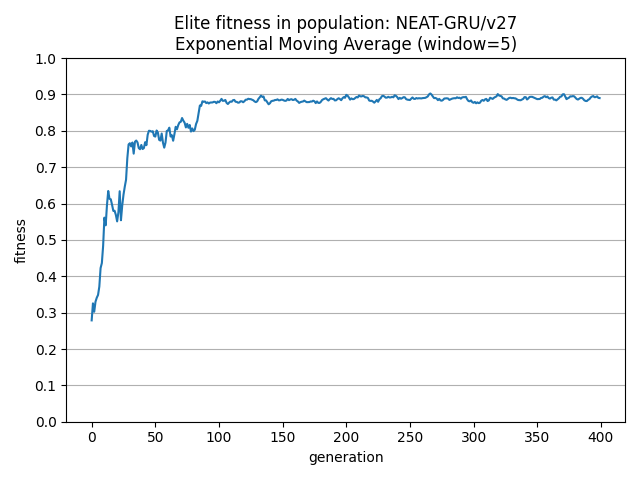 Elite fitness in population: NEAT-GRU/v27
Exponential Moving Average (window=5)
1.0
0.9
0.8
0.7
0.6
0.5
0.4
0.3
0.2
0.1
0.0
fitness
0 50 100 150 200 250 300 350 400
generation